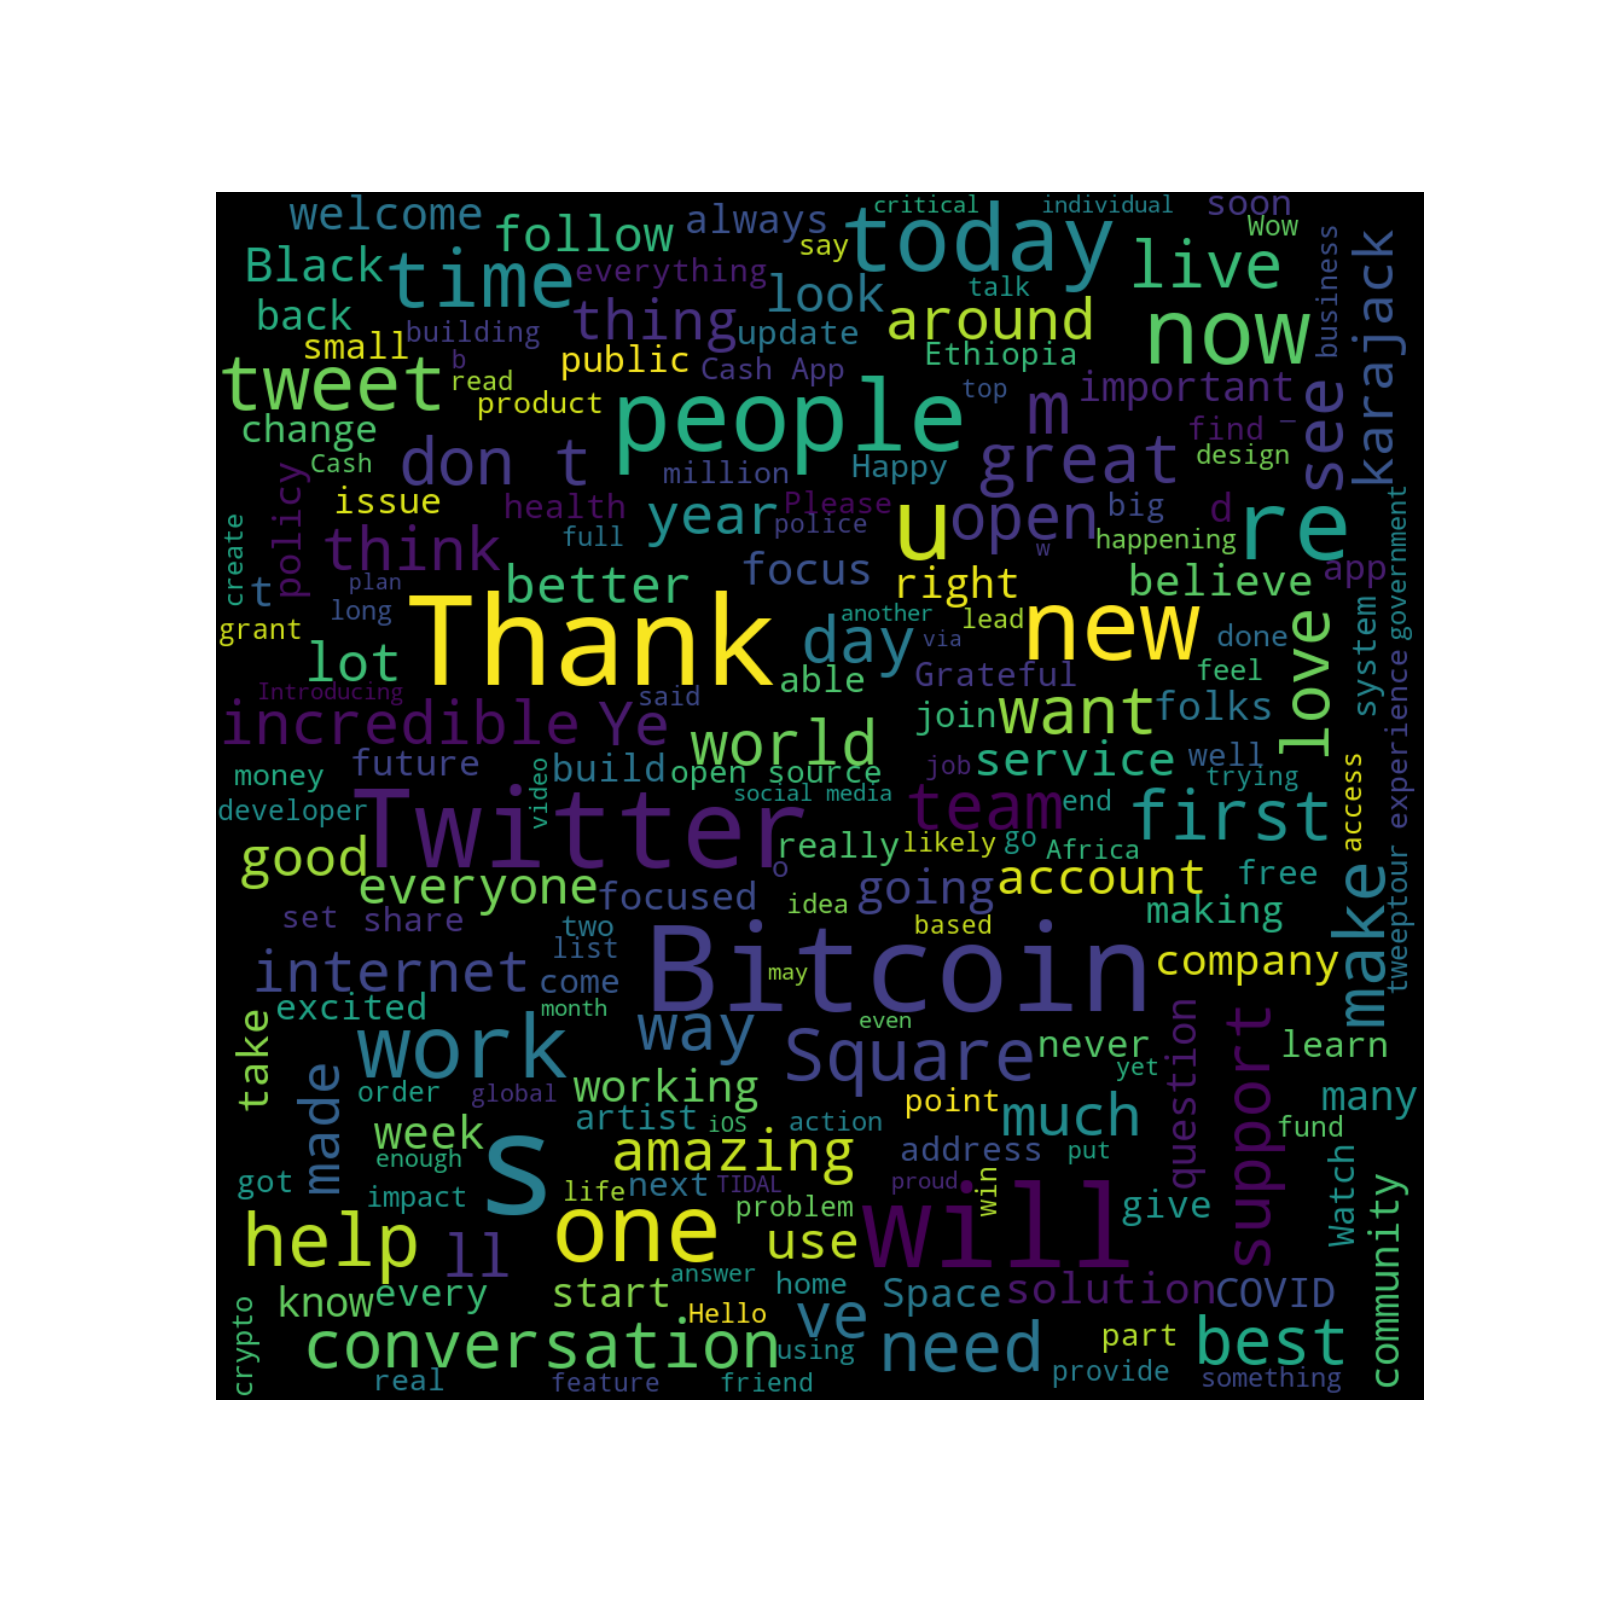 welcome
follow
always
critical
individual
soon
Wow
say
today
Black
time
everything
live
business
karajack
look
talk
back
building
thing
update
around
now
small
b
public
Cash App
Ethiopia
tweet
read
product
people
top
m
important
see
change
find
–
Cash
don t
million
Happy
great
design
policy
issue
health
year
Please
police
u
open
big
d
re
create
think
full
w
happening
government
t
plan
better
focus
right
believe
app
long
another
grant
Thank
day
via
lead
new
done
love
system
lot
able
Grateful
feel
Introducing
said
incredible
Ye
world
join
want
folks
experience
money
future
build
open source
job
service
well
trying
video
social media
access
developer
Twitter
team
end
first
good
really
likely
go
Africa
everyone
focused
o
going
account
free
make
set
share
idea
making
two
based
tweeptour
internet
list
come
may
Bitcoin
company
excited
month
even
take
work
way
Square
never
question
support
learn
made
order
global
working
yet
artist
iOS
action
point
much
many
week
enough
amazing
address
put
fund
s
got
impact
life
next
TIDAL
proud
win
Watch
community
problem
give
help
ll
one
use
will
answer
home
know
every
start
Space
solution
COVID
crypto
Hello
ve
conversation
using
need
part
best
real
feature
friend
provide
something